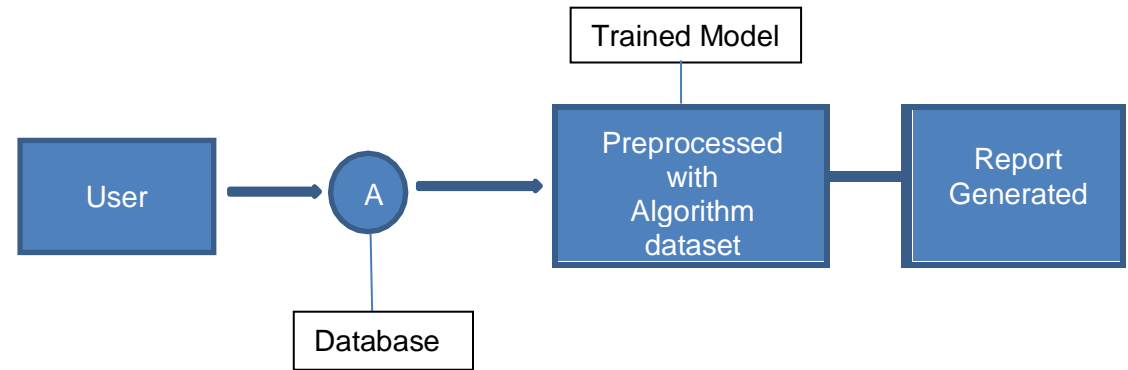 Trained Model
User
A
Preprocessed
with
Algorithm
dataset
Report
Generated
Database